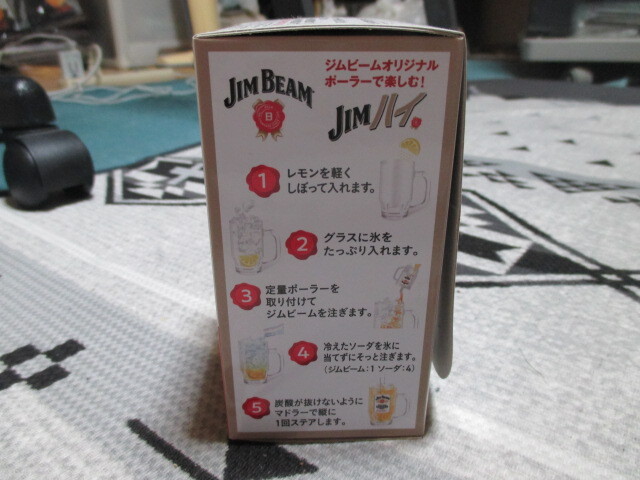 ジムビームオリジナル
ポーラーで楽しむ！
JIM BEAM
B
JIMハイ
1 レモンを軽く
しぼって入れます。
2 グラスに氷を
たっぷり入れます。
3 定量ポーラーを
取り付けて
ジムビームを注ぎます。
4 冷えたソーダを氷に
当てずにそっと注ぎます。
(ジムビーム:1 ソーダ:4)
5 炭酸が抜けないように
マドラーで縦に
1回ステアします。